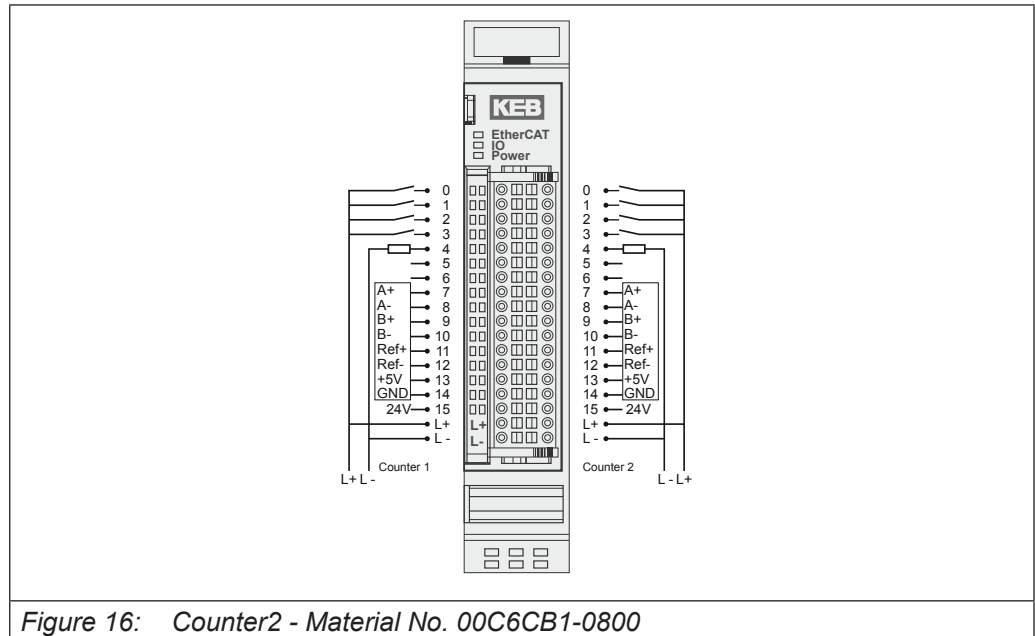 KEB
EtherCAT
IO
Power
0
1
2
3
4
5
6
A+ 7
A- 8
B+ 9
B- 10
Ref+ 11
Ref- 12
+5V 13
GND 14
24V 15
L+
L -
L+ L -
Counter 1
L+
L-
0
1
2
3
4
5
6
7 A+
8 A-
9 B+
10 B-
11 Ref+
12 Ref-
13 +5V
14 GND
15 24V
L+
L -
Counter 2
L - L+
Figure 16: Counter2 - Material No. 00C6CB1-0800